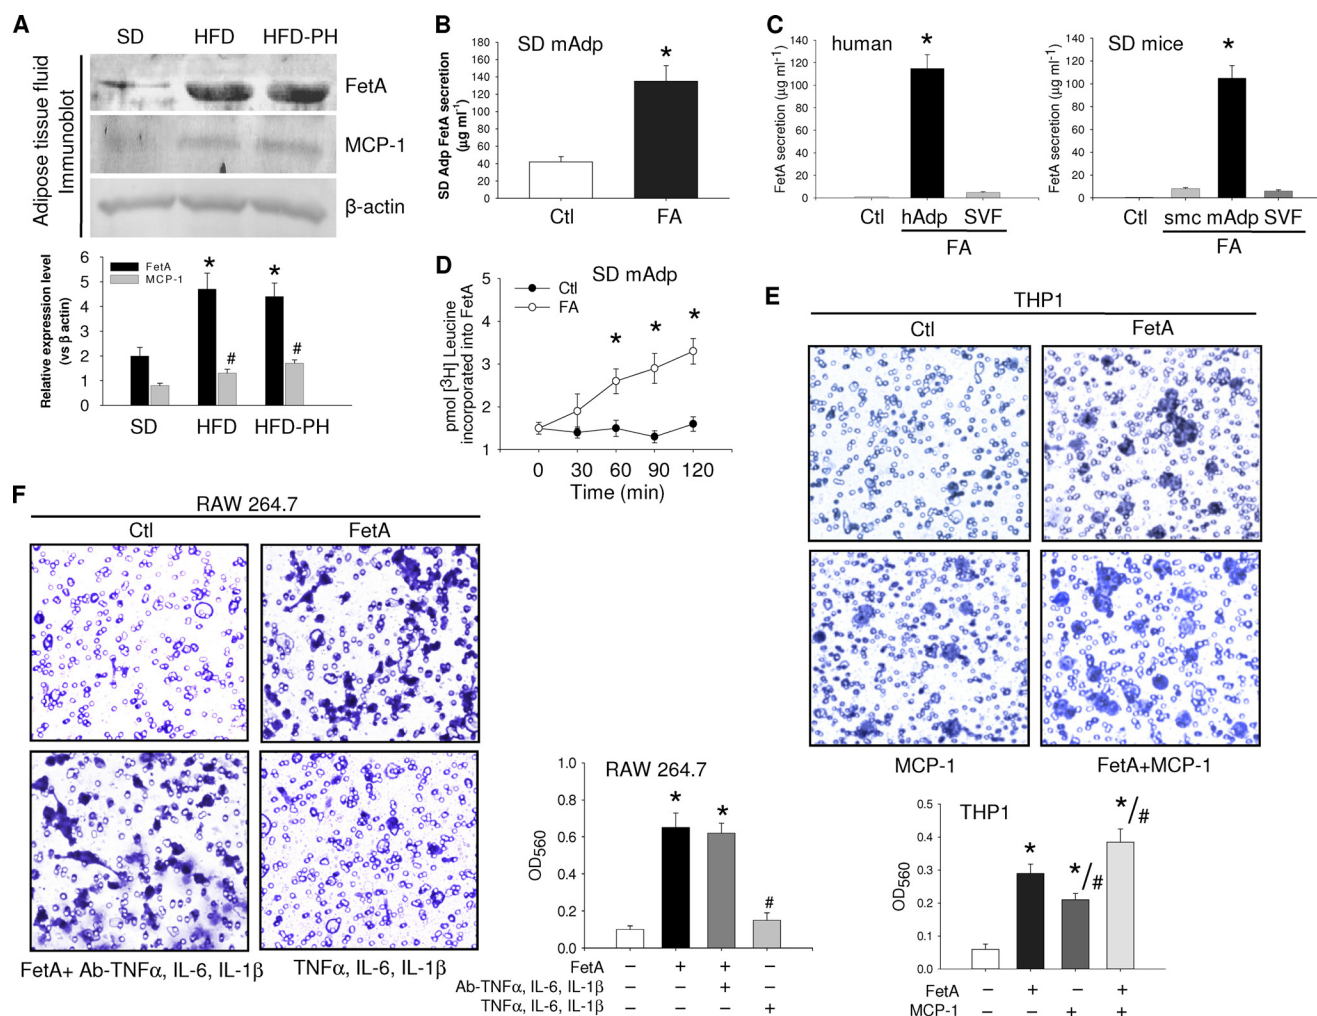 A
SD HFD HFD-PH
Adipose tissue fluid
Immunoblot
FetA
MCP-1
β-actin
Relative expression level
(vs β actin)
6
5
4
3
2
1
0
FetA
MCP-1
* *
# #
SD HFD HFD-PH
B
SD mAdp
SD Adp FetA secretion
(µg ml-1)
180
160
140
120
100
80
60
40
20
0
*
Ctl FA
C
human
FetA secretion (µg ml-1)
140
120
100
80
60
40
20
0
*
Ctl hAdp SVF
FA
SD mice
FetA secretion (µg ml-1)
140
120
100
80
60
40
20
0
*
Ctl smc mAdp SVF
FA
D
SD mAdp
pmol [3H] Leucine
incorporated into FetA
5
4
3
2
1
Ctl
FA
* * *
0 30 60 90 120
Time (min)
E
THP1
Ctl FetA
MCP-1 FetA+MCP-1
THP1
OD560
0.5
0.4
0.3
0.2
0.1
0.0
* */# */#
FetA − + − +
MCP-1 − − + +
F
RAW 264.7
Ctl FetA
FetA+ Ab-TNFα, IL-6, IL-1β TNFα, IL-6, IL-1β
RAW 264.7
OD560
1.0
0.8
0.6
0.4
0.2
0.0
* * #
FetA − + + −
Ab-TNFα, IL-6, IL-1β − − + −
TNFα, IL-6, IL-1β − − − +